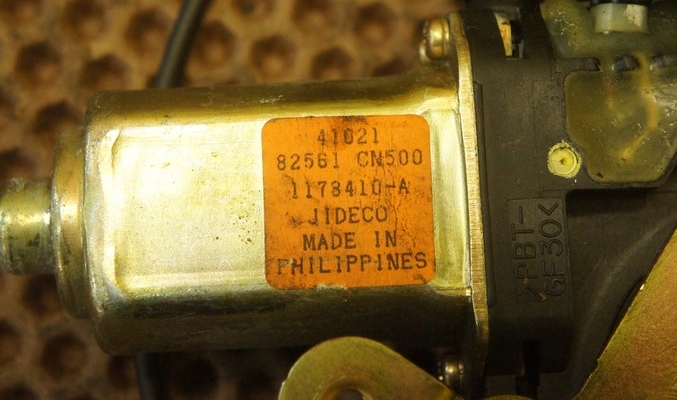 41021
82561 CN500
1178410-A
JIDECO
MADE IN
PHILIPPINES
>PBT-
GF30<